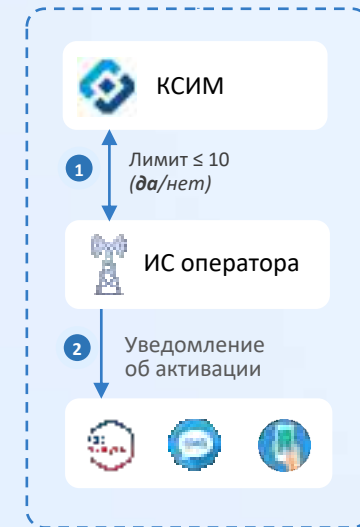 КСИМ
1
Лимит ≤ 10
(да/нет)
ИС оператора
2
Уведомление
об активации